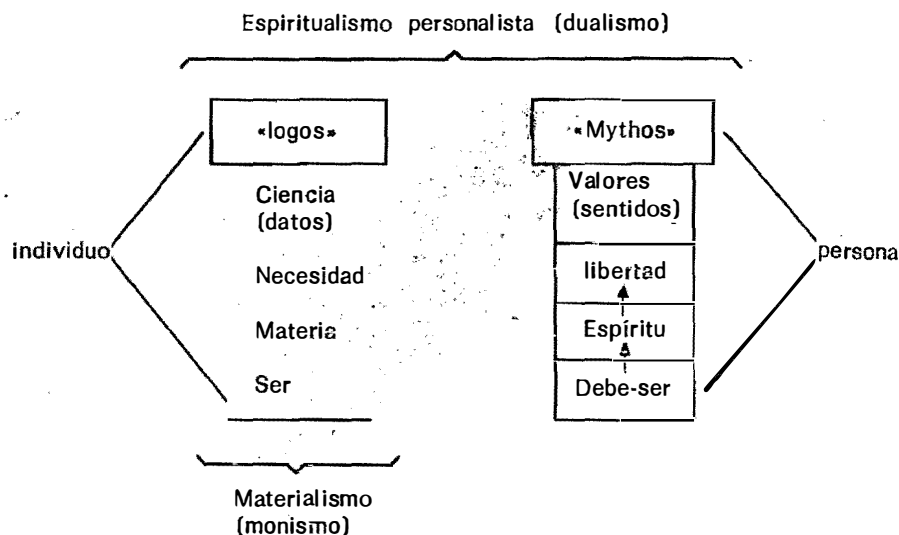 Espiritualismo personalista (dualismo)
«logos»
«Mythos»
Ciencia
(datos)
Valores
(sentidos)
individuo
persona
Necesidad
libertad
Materia
Espíritu
Ser
Debe-ser
Materialismo
(monismo)